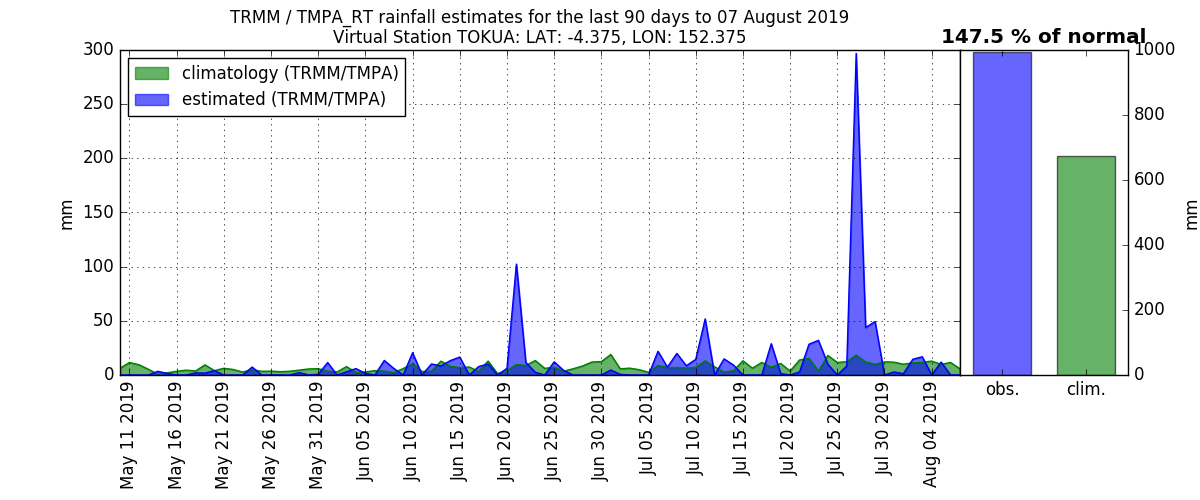 TRMM / TMPA_RT rainfall estimates for the last 90 days to 07 August 2019
Virtual Station TOKUA: LAT: -4.375, LON: 152.375
147.5 % of normal
climatology (TRMM/TMPA)
estimated (TRMM/TMPA)
300
250
200
150
100
50
0
mm
May 11 2019
May 16 2019
May 21 2019
May 26 2019
May 31 2019
Jun 05 2019
Jun 10 2019
Jun 15 2019
Jun 20 2019
Jun 25 2019
Jun 30 2019
Jul 05 2019
Jul 10 2019
Jul 15 2019
Jul 20 2019
Jul 25 2019
Jul 30 2019
Aug 04 2019
obs.
clim.
1000
800
600
400
200
0
mm